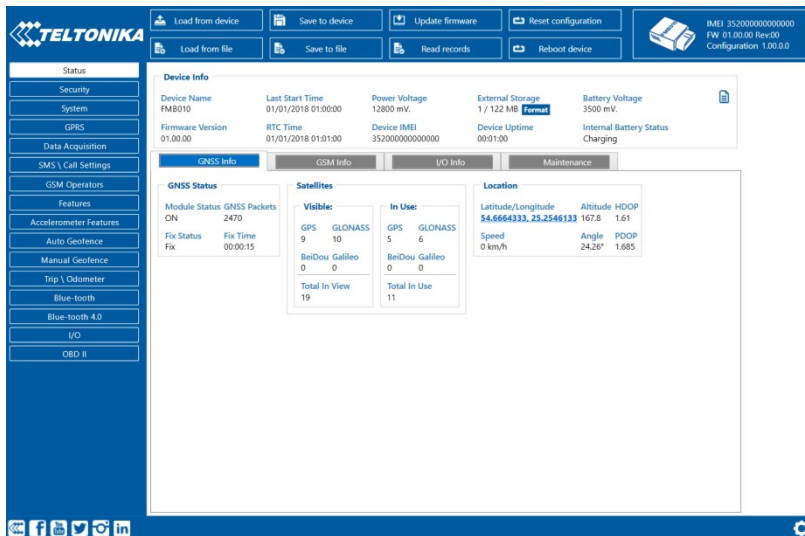 TELTONIKA
Load from device
Save to device
Update firmware
Reset configuration
Load from file
Save to file
Read records
Reboot device
IMEI 352000000000000
FW 01.00.00 Rev:00
Configuration 1.00.0.0
Status
Security
System
GPRS
Data Acquisition
SMS \ Call Settings
GSM Operators
Features
Accelerometer Features
Auto Geofence
Manual Geofence
Trip \ Odometer
Blue-tooth
Blue-tooth 4.0
I/O
OBD II
Device Info
Device Name Last Start Time Power Voltage External Storage Battery Voltage
FMB010 01/01/2018 01:00:00 12800 mV. 1 / 122 MB Format 3500 mV.
Firmware Version RTC Time Device IMEI Device Uptime Internal Battery Status
01.00.00 01/01/2018 01:01:00 352000000000000 00:01:00 Charging
GNSS Info GSM Info I/O Info Maintenance
GNSS Status
Module Status GNSS Packets
ON 2470
Fix Status Fix Time
Fix 00:00:15
Satellites
Visible:
GPS GLONASS
9 10
BeiDou Galileo
0 0
Total In View
19
In Use:
GPS GLONASS
5 6
BeiDou Galileo
0 0
Total In Use
11
Location
Latitude/Longitude Altitude HDOP
54.6664333, 25.2546133 167.8 1.61
Speed Angle PDOP
0 km/h 24.26° 1.685